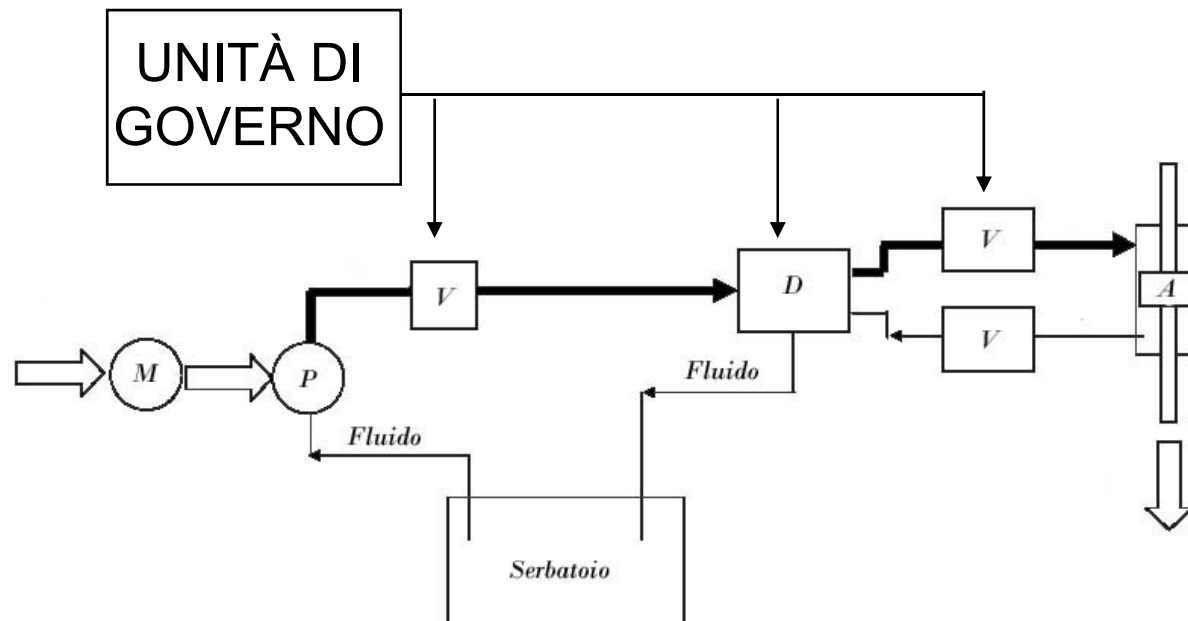 UNITÀ DI
GOVERNO
V
V
D
A
V
M
P
Fluido
Fluido
Serbatoio